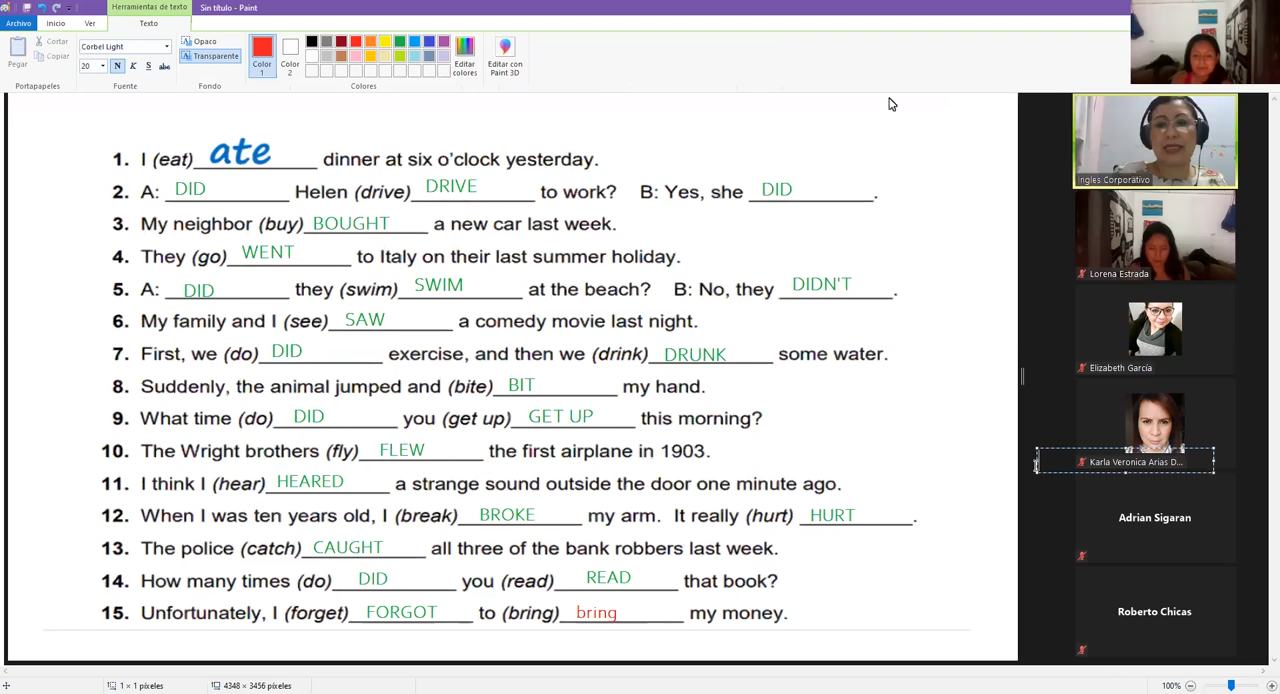 Herramientas de texto
Sin título - Paint
Archivo Inicio Ver Texto
Pegar
Cortar
Copiar
Portapapeles
Corbel Light
20 N K S abc
Fuente
Opaco
Transparente
Fondo
Color 1
Color 2
Editar colores
Colores
Editar con Paint 3D
1. I (eat) ate dinner at six o'clock yesterday.
2. A: DID Helen (drive) DRIVE to work? B: Yes, she DID.
3. My neighbor (buy) BOUGHT a new car last week.
4. They (go) WENT to Italy on their last summer holiday.
5. A: DID they (swim) SWIM at the beach? B: No, they DIDN'T.
6. My family and I (see) SAW a comedy movie last night.
7. First, we (do) DID exercise, and then we (drink) DRUNK some water.
8. Suddenly, the animal jumped and (bite) BIT my hand.
9. What time (do) DID you (get up) GET UP this morning?
10. The Wright brothers (fly) FLEW the first airplane in 1903.
11. I think I (hear) HEARED a strange sound outside the door one minute ago.
12. When I was ten years old, I (break) BROKE my arm. It really (hurt) HURT.
13. The police (catch) CAUGHT all three of the bank robbers last week.
14. How many times (do) DID you (read) READ that book?
15. Unfortunately, I (forget) FORGOT to (bring) bring my money.
Ingles Corporativo
Lorena Estrada
Elizabeth García
Karla Veronica Arias D...
Adrian Sigaran
Roberto Chicas
1 × 1 píxeles
4348 × 3456 píxeles
100%